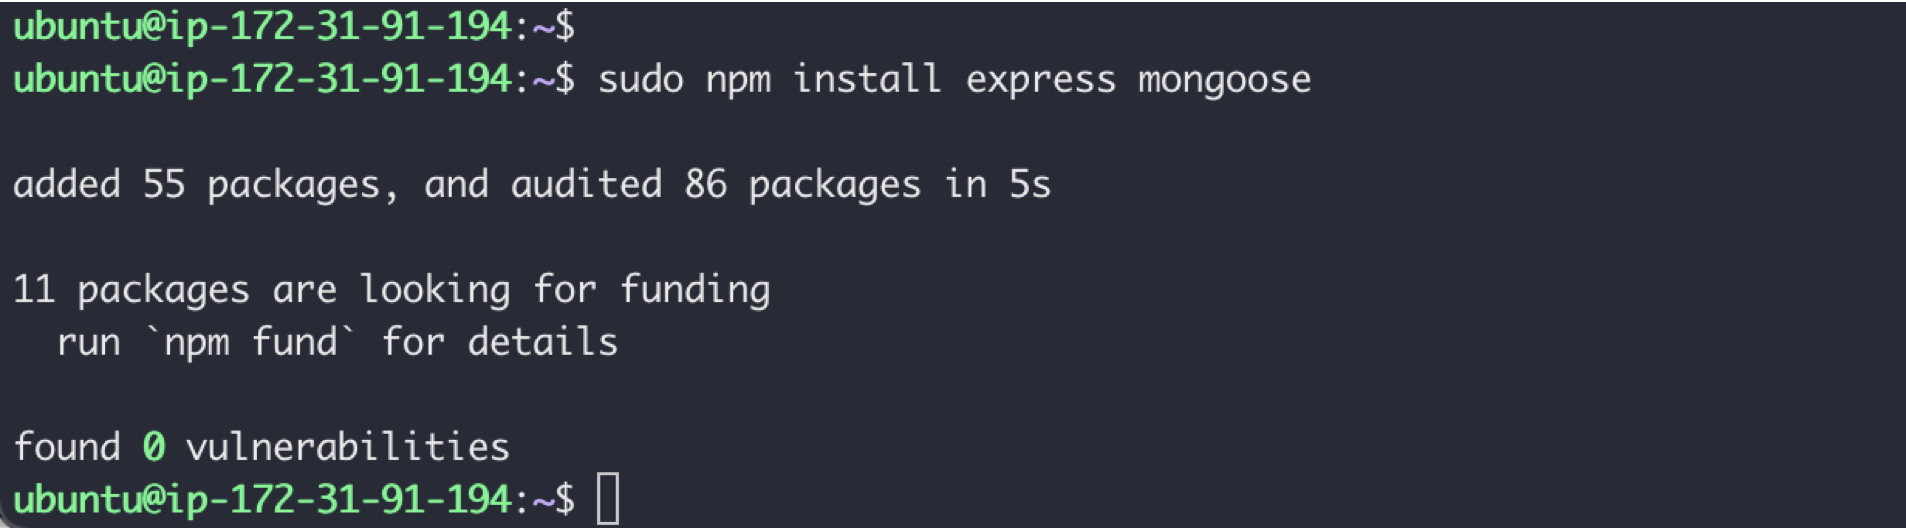 ubuntu@ip-172-31-91-194:~$
ubuntu@ip-172-31-91-194:~$ sudo npm install express mongoose
added 55 packages, and audited 86 packages in 5s
11 packages are looking for funding
  run `npm fund` for details
found 0 vulnerabilities
ubuntu@ip-172-31-91-194:~$